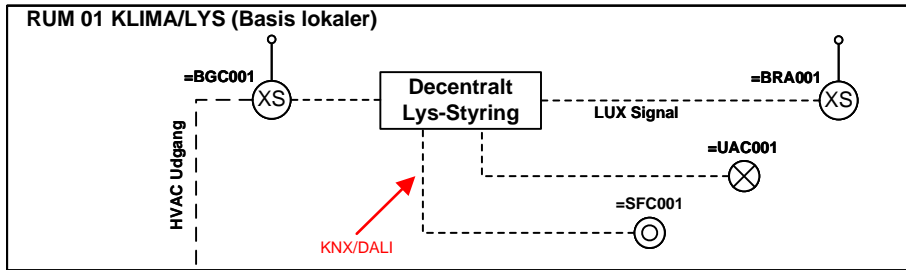 RUM 01 KLIMA/LYS (Basis lokaler)
=BGC001
=BRA001
XS
Decentralt
Lys-Styring
XS
LUX Signal
HVAC Udgang
=UAC001
=SFC001
KNX/DALI